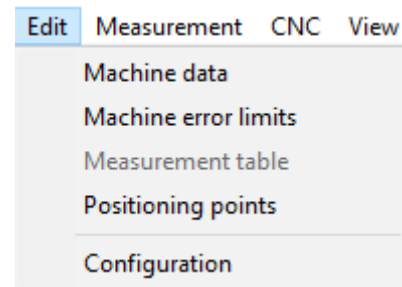 Edit Measurement CNC View
Machine data
Machine error limits
Measurement table
Positioning points
Configuration